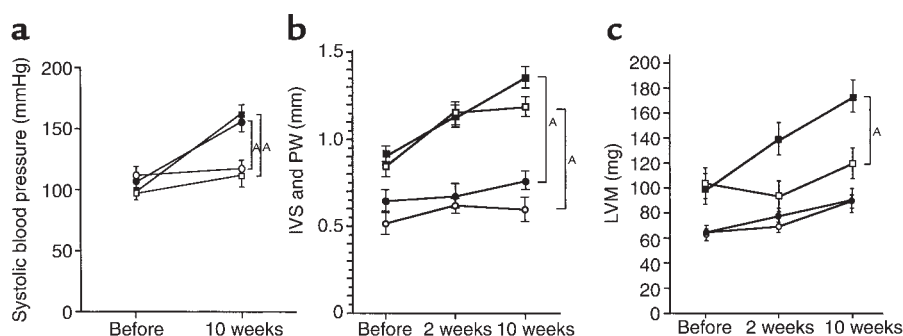 a
Systolic blood pressure (mmHg)
200
150
100
50
0
Before
10 weeks
A
A
b
IVS and PW (mm)
1.5
1.0
0.5
0
Before
2 weeks
10 weeks
A
A
c
LVM (mg)
200
180
160
140
120
100
80
60
40
20
0
Before
2 weeks
10 weeks
A